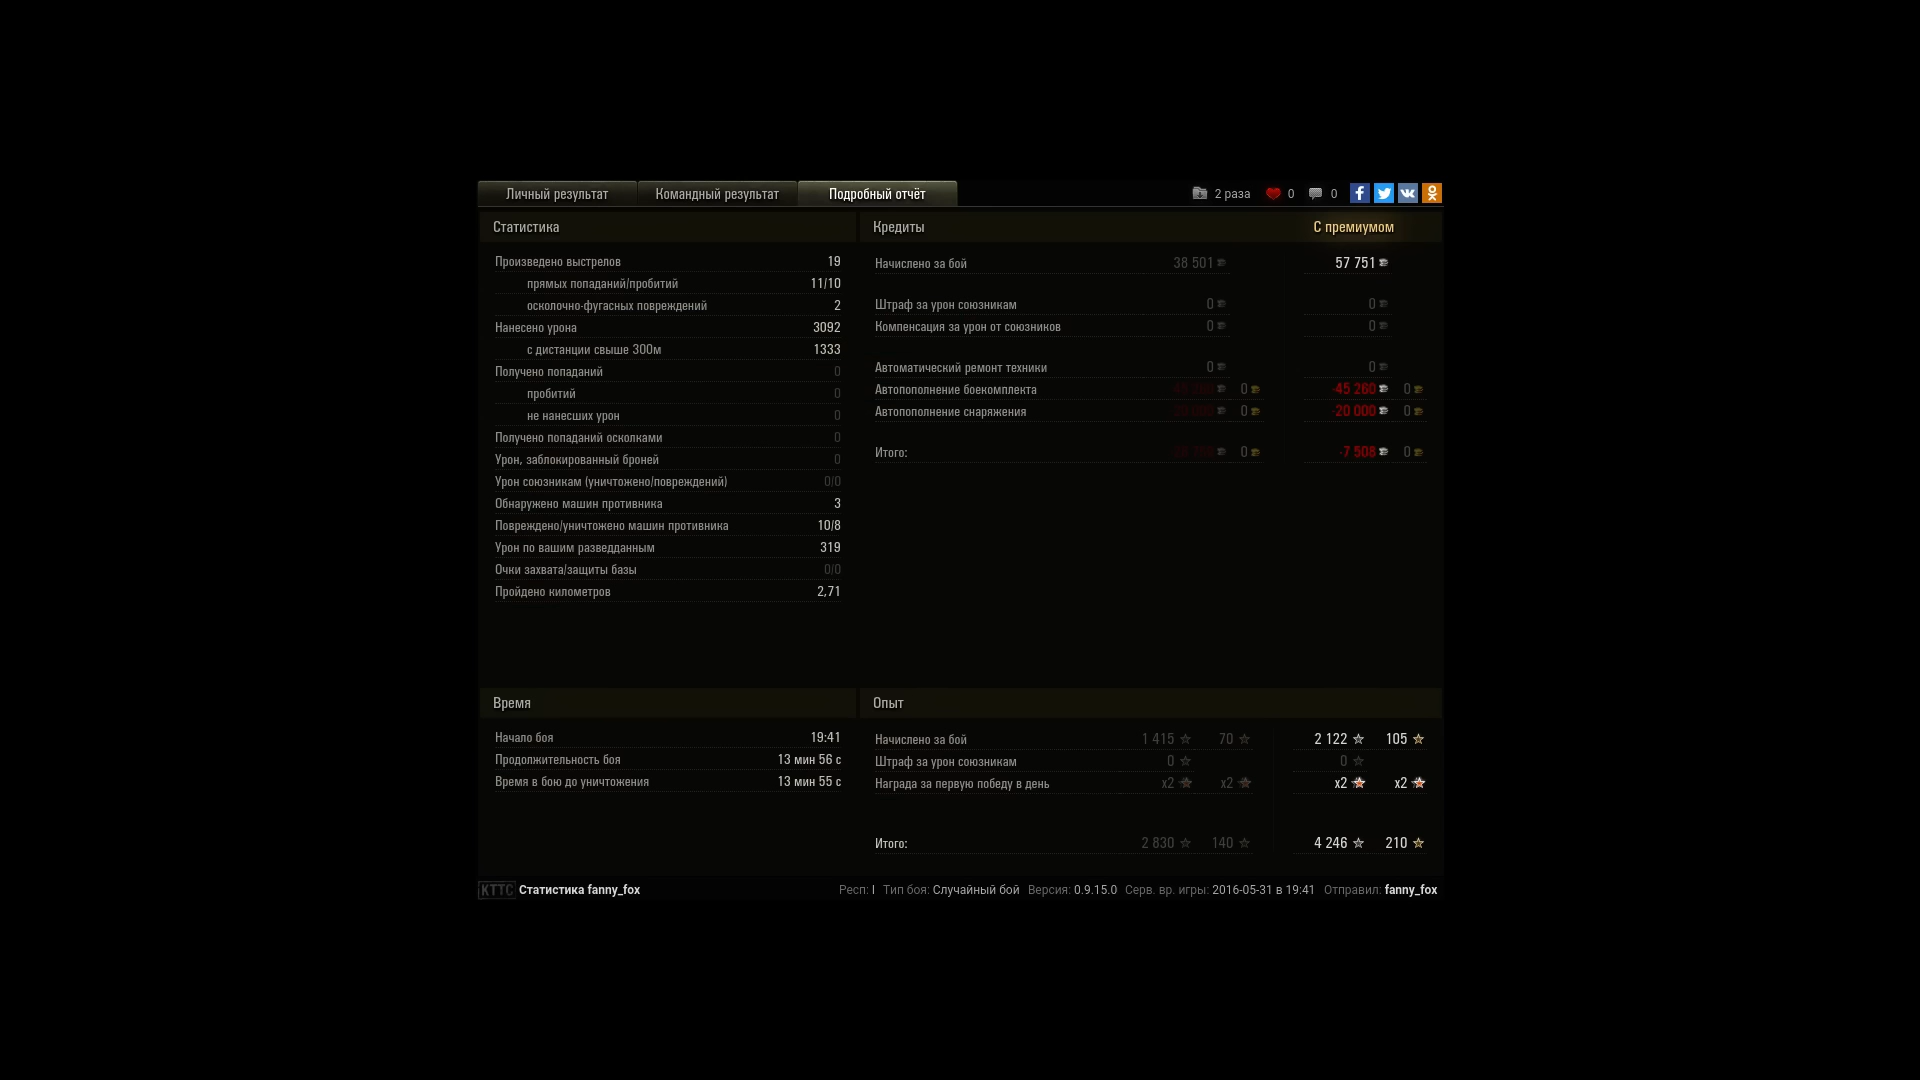 Личный результат Командный результат Подробный отчёт 2 раза 0 0
Статистика
Произведено выстрелов 19
прямых попаданий/пробитий 11/10
осколочно-фугасных повреждений 2
Нанесено урона 3092
с дистанции свыше 300м 1333
Получено попаданий 0
пробитий 0
не нанесших урон 0
Получено попаданий осколками 0
Урон, заблокированный броней 0
Урон союзникам (уничтожено/повреждений) 0/0
Обнаружено машин противника 3
Повреждено/уничтожено машин противника 10/8
Урон по вашим разведданным 319
Очки захвата/защиты базы 0/0
Пройдено километров 2,71
Кредиты С премиумом
Начислено за бой 38 501 57 751
Штраф за урон союзникам 0 0
Компенсация за урон от союзников 0 0
Автоматический ремонт техники 0 0
Автопополнение боекомплекта 0 -45 260 0
Автопополнение снаряжения 0 -20 000 0
Итого: 0 -7 508 0
Время
Начало боя 19:41
Продолжительность боя 13 мин 56 с
Время в бою до уничтожения 13 мин 55 с
Опыт
Начислено за бой 1 415 70 2 122 105
Штраф за урон союзникам 0 0
Награда за первую победу в день x2 x2 x2 x2
Итого: 2 830 140 4 246 210
KTTC Статистика fanny_fox Респ: I Тип боя: Случайный бой Версия: 0.9.15.0 Серв. вр. игры: 2016-05-31 в 19:41 Отправил: fanny_fox